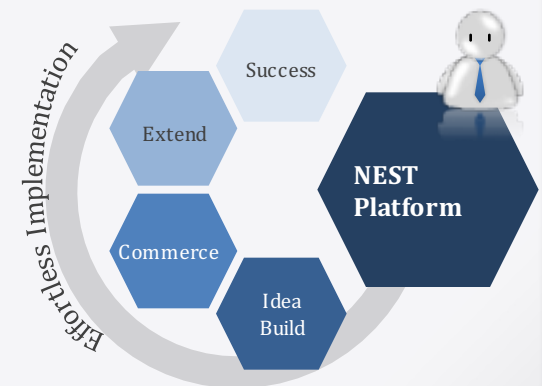 Success
Extend
NEST
Platform
Commerce
Idea
Build
Effortless Implementation